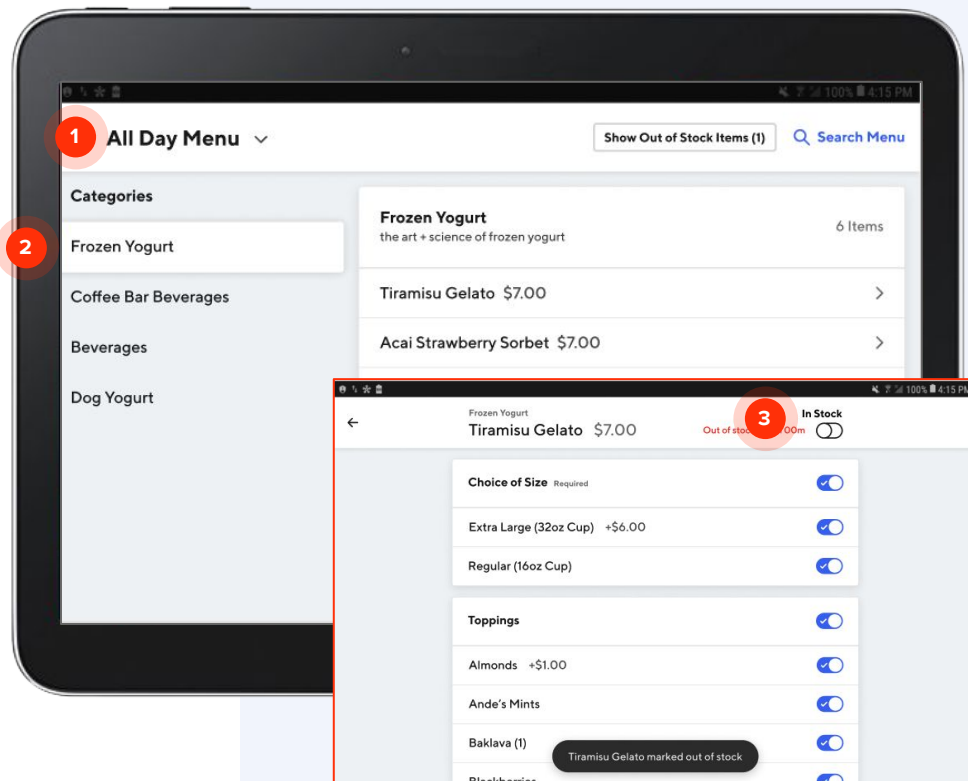 100% 4:15 PM
1
All Day Menu
Show Out of Stock Items (1)
Search Menu
Categories
2
Frozen Yogurt
Coffee Bar Beverages
Beverages
Dog Yogurt
Frozen Yogurt
6 Items
the art + science of frozen yogurt
Tiramisu Gelato $7.00
Acai Strawberry Sorbet $7.00
100% 4:15 PM
Frozen Yogurt
Tiramisu Gelato $7.00
Out of
3
In Stock
Choice of Size Required
Extra Large (32oz Cup) +$6.00
Regular (16oz Cup)
Toppings
Almonds +$1.00
Ande's Mints
Baklava (1)
Tiramisu Gelato marked out of stock
Blackberries